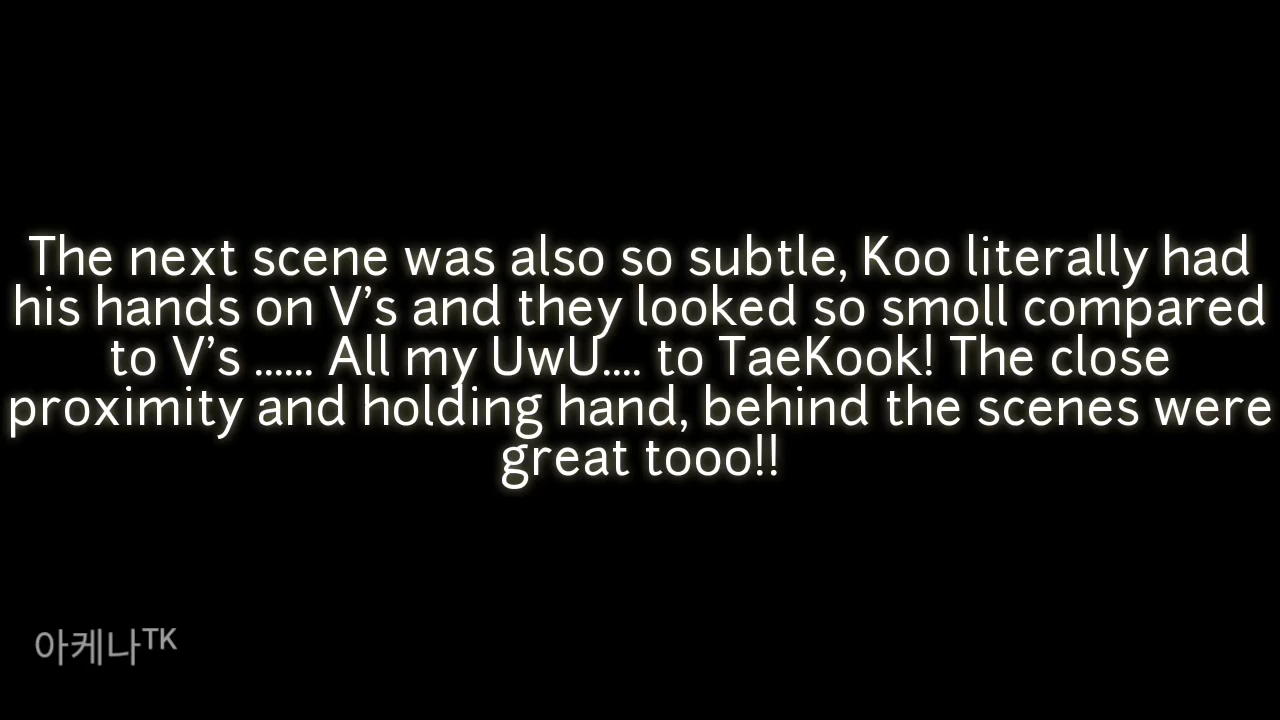 The next scene was also so subtle, Koo literally had
his hands on V's and they looked so smoll compared
to V's ...... All my UwU.... to TaeKook! The close
proximity and holding hand, behind the scenes were
great tooo!!
아케나TK